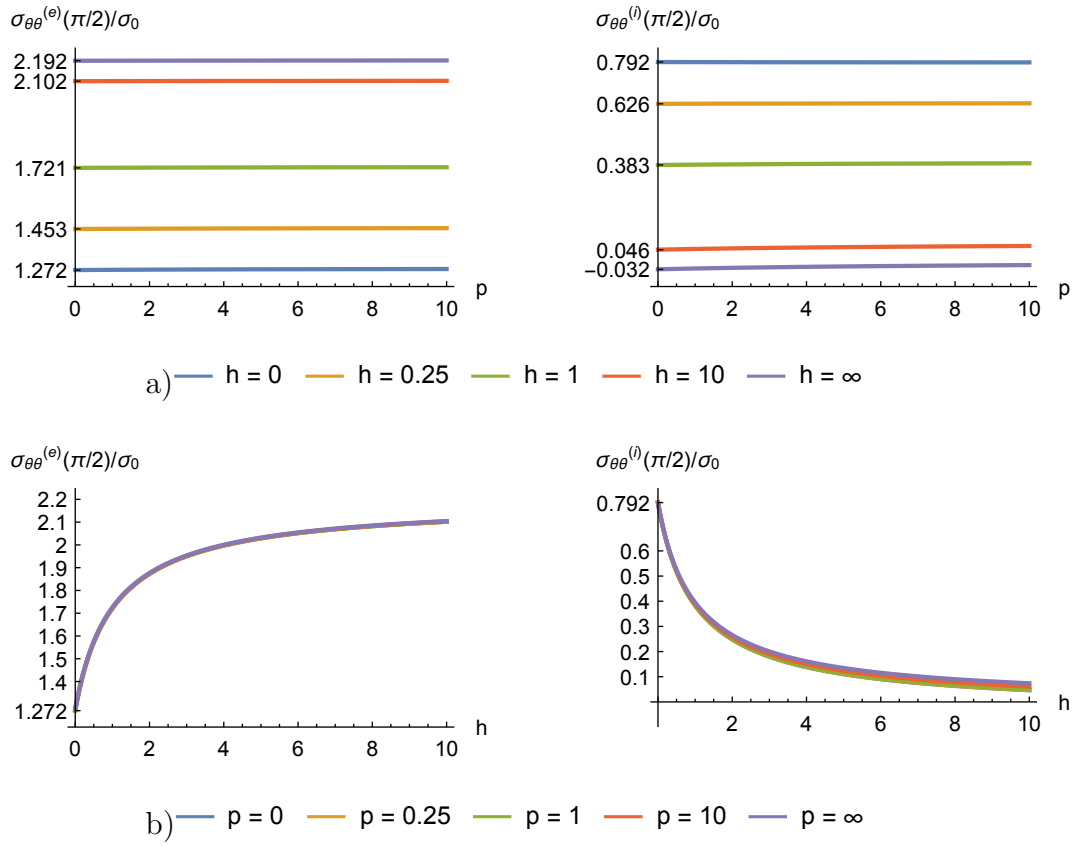 σθθ(e)(π/2)/σ0
2.192
2.102
1.721
1.453
1.272
0 2 4 6 8 10 p
σθθ(i)(π/2)/σ0
0.792
0.626
0.383
0.046
−0.032
0 2 4 6 8 10 p
a) h = 0 h = 0.25 h = 1 h = 10 h = ∞
σθθ(e)(π/2)/σ0
2.2
2.1
2
1.9
1.8
1.7
1.6
1.5
1.4
1.272
0 2 4 6 8 10 h
σθθ(i)(π/2)/σ0
0.792
0.6
0.5
0.4
0.3
0.2
0.1
2 4 6 8 10 h
b) p = 0 p = 0.25 p = 1 p = 10 p = ∞